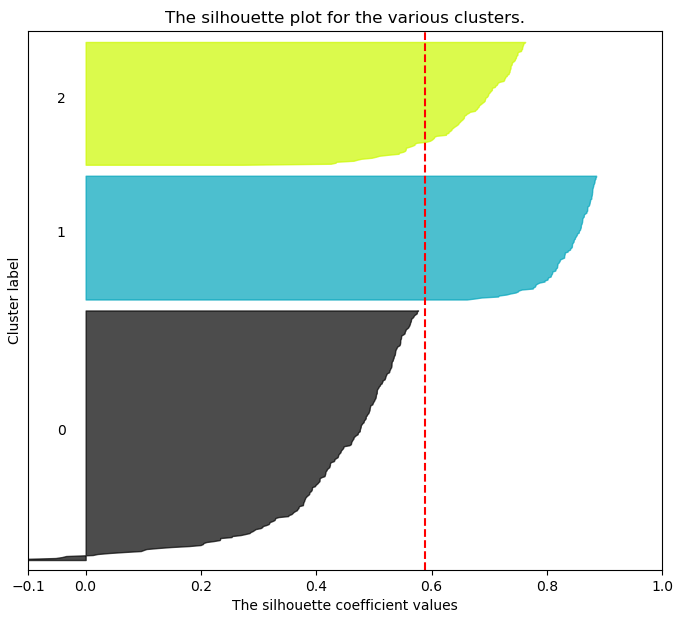 The silhouette plot for the various clusters.
2
1
0
Cluster label
−0.1 0.0 0.2 0.4 0.6 0.8 1.0
The silhouette coefficient values